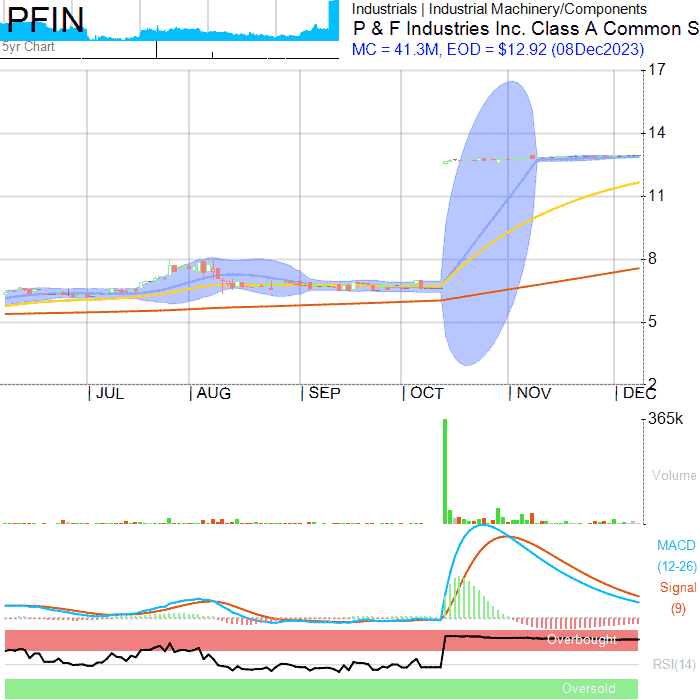 PFIN
5yr Chart
Industrials | Industrial Machinery/Components
P & F Industries Inc. Class A Common S
MC = 41.3M, EOD = $12.92 (08Dec2023)
17
14
11
8
5
2
JUL AUG SEP OCT NOV DEC
365k
Volume
MACD
(12-26)
Signal
(9)
Overbought
RSI(14)
Oversold